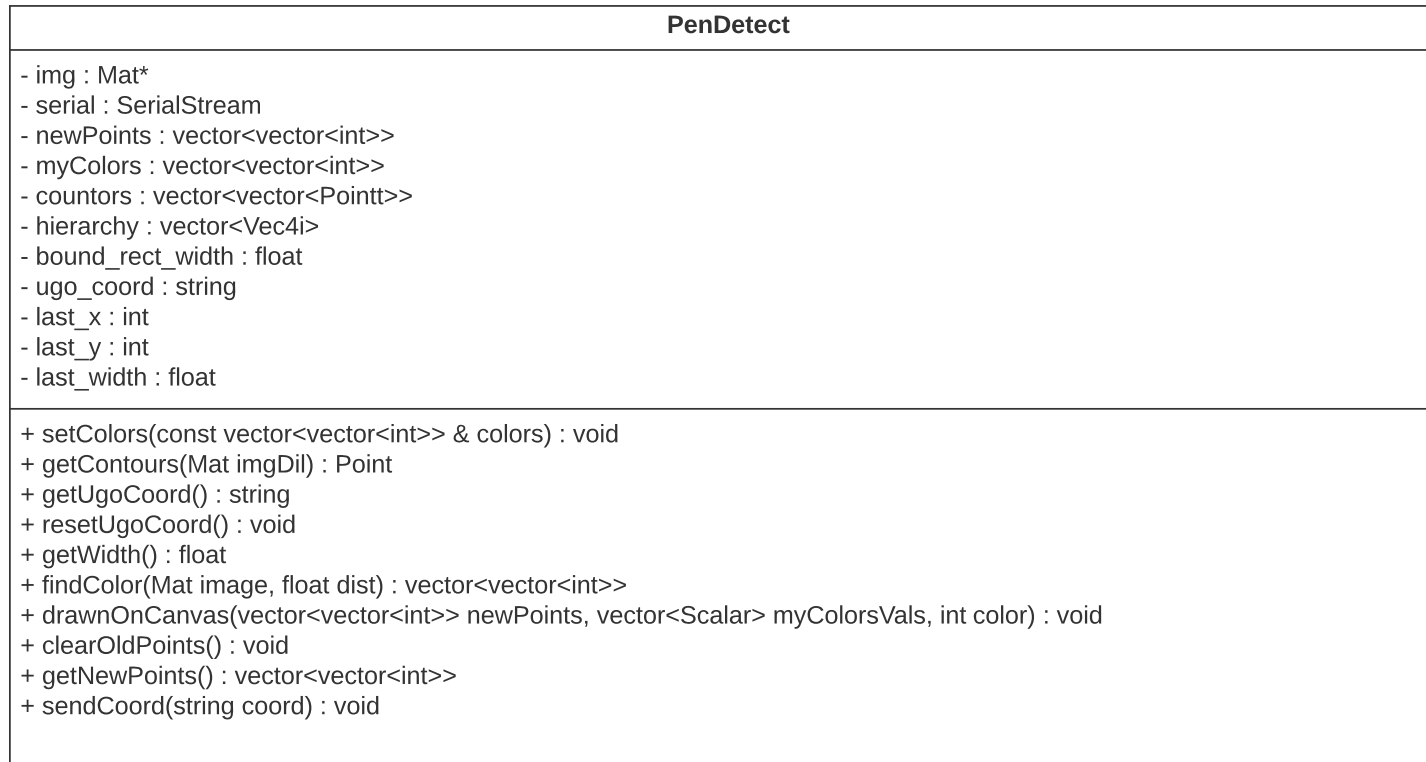 PenDetect
- img : Mat*
- serial : SerialStream
- newPoints : vector<vector<int>>
- myColors : vector<vector<int>>
- countors : vector<vector<Pointt>>
- hierarchy : vector<Vec4i>
- bound_rect_width : float
- ugo_coord : string
- last_x : int
- last_y : int
- last_width : float
+ setColors(const vector<vector<int>> & colors) : void
+ getContours(Mat imgDil) : Point
+ getUgoCoord() : string
+ resetUgoCoord() : void
+ getWidth() : float
+ findColor(Mat image, float dist) : vector<vector<int>>
+ drawnOnCanvas(vector<vector<int>> newPoints, vector<Scalar> myColorsVals, int color) : void
+ clearOldPoints() : void
+ getNewPoints() : vector<vector<int>>
+ sendCoord(string coord) : void